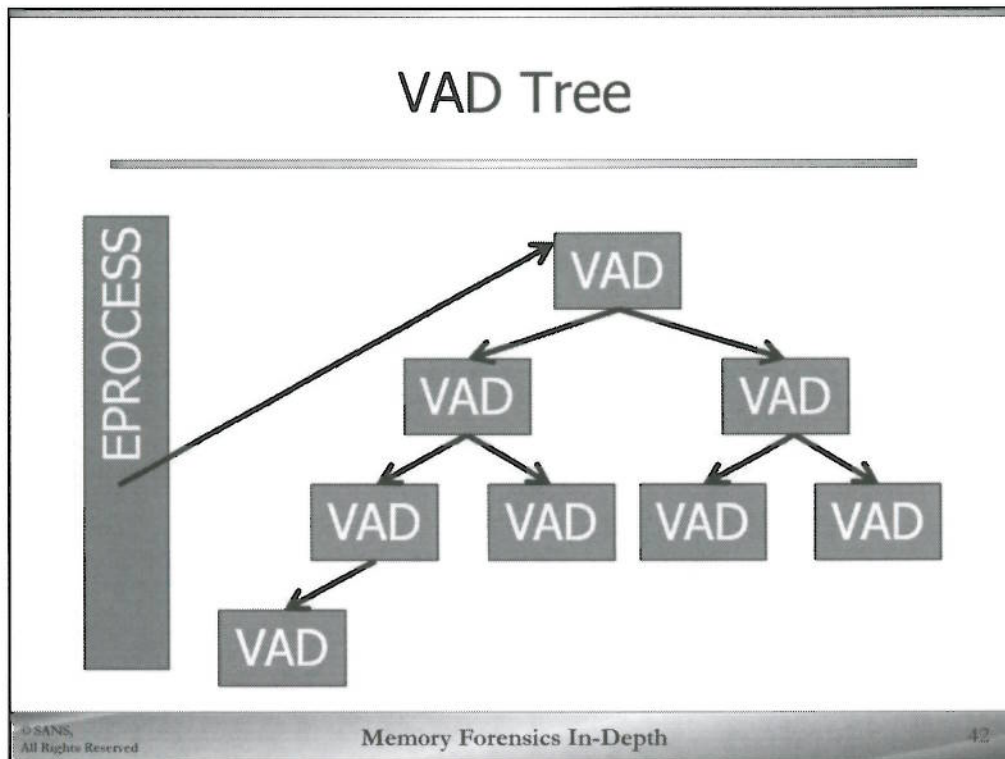 VAD Tree
EPROCESS
VAD
VAD
VAD
VAD
VAD
VAD
VAD
VAD
© SANS,
All Rights Reserved
Memory Forensics In-Depth
42